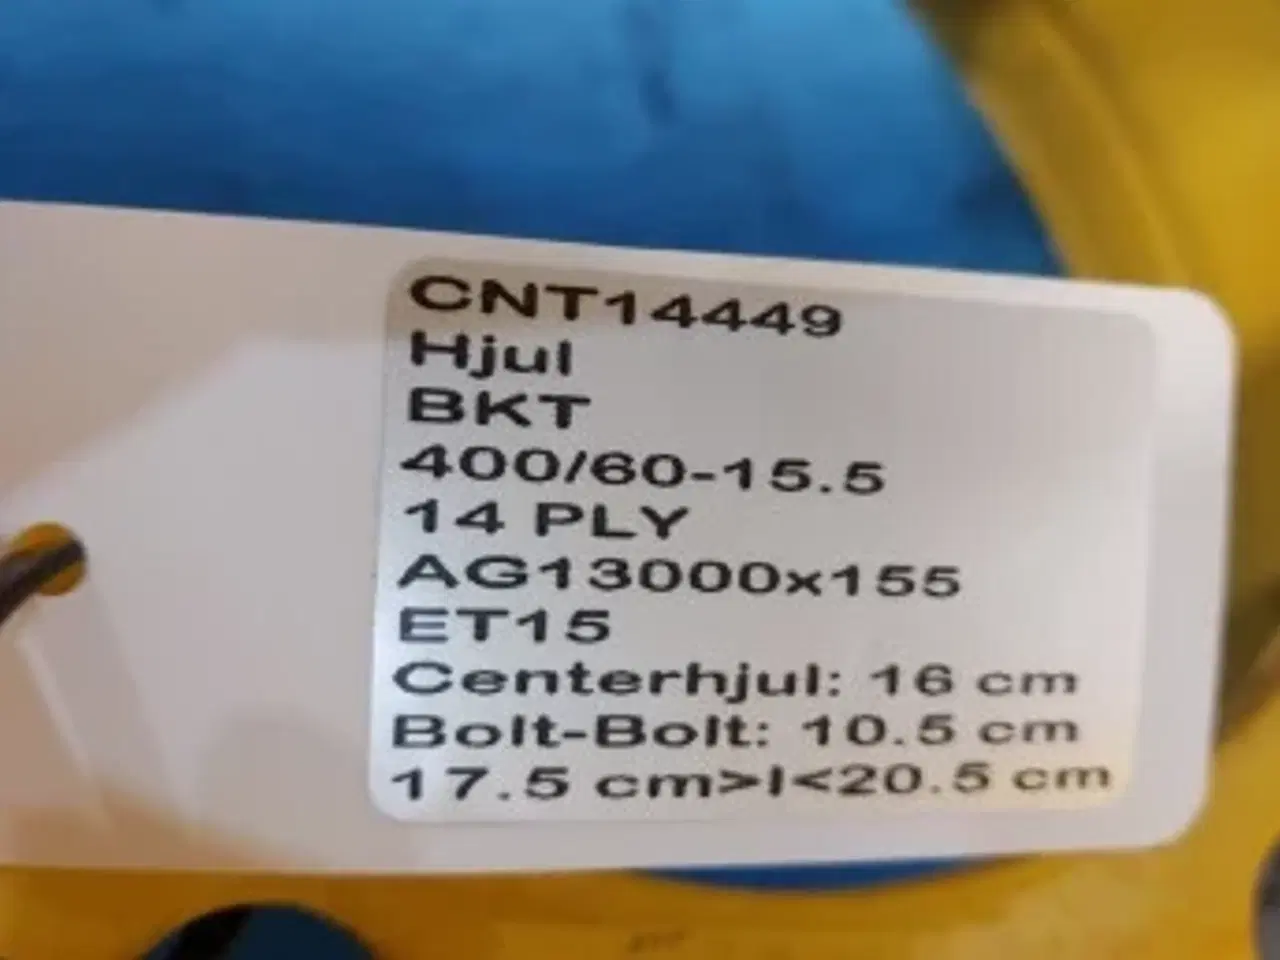 CNT14449
Hjul
BKT
400/60-15.5
14 PLY
AG13000x155
ET15
Centerhjul: 16 cm
Bolt-Bolt: 10.5 cm
17.5 cm>I<20.5 cm